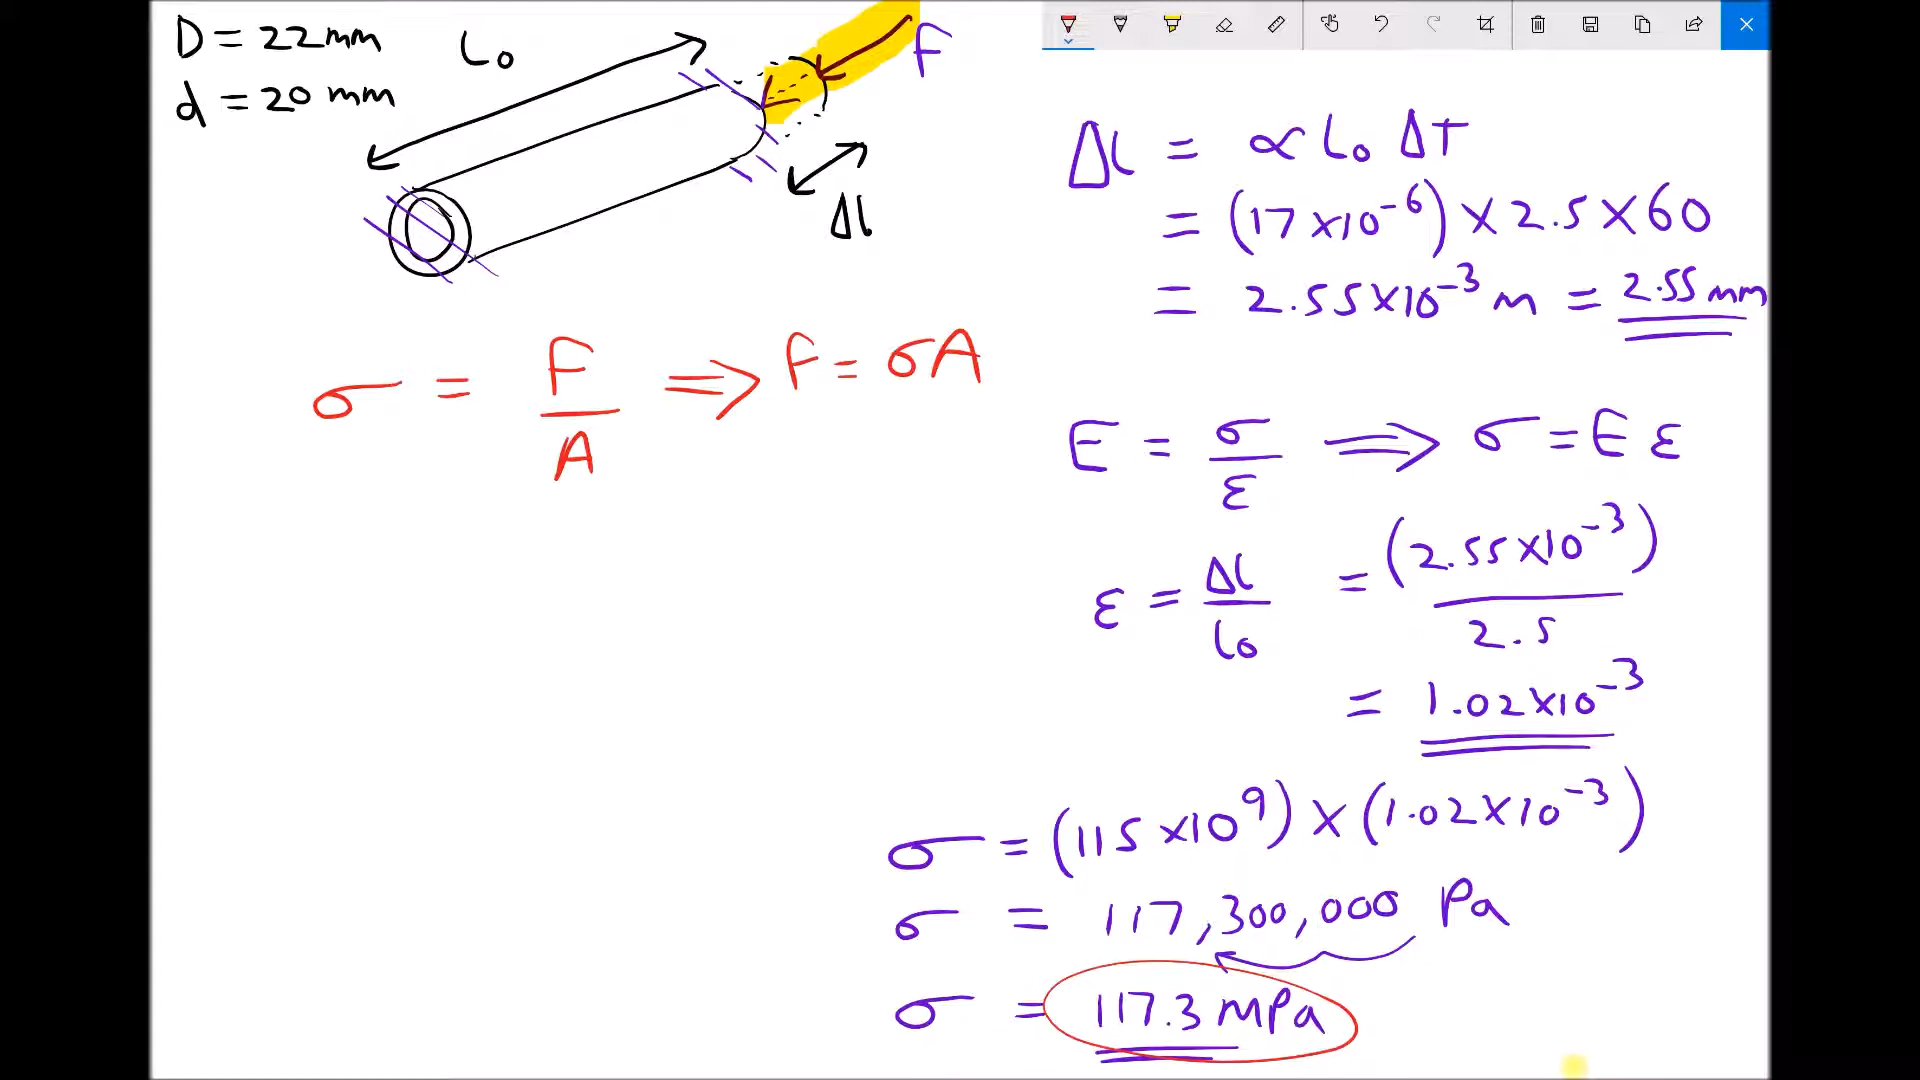 D = 22mm
d = 20 mm
L₀
F
Δl
σ = F/A ⟹ F = σA
Δl = α L₀ ΔT
= (17×10⁻⁶) × 2.5 × 60
= 2.55×10⁻³ m = 2.55 mm
E = σ/ε ⟹ σ = E ε
ε = Δl/l₀ = (2.55×10⁻³)/2.5
= 1.02×10⁻³
σ = (115×10⁹) × (1.02×10⁻³)
σ = 117,300,000 Pa
σ = 117.3 MPa